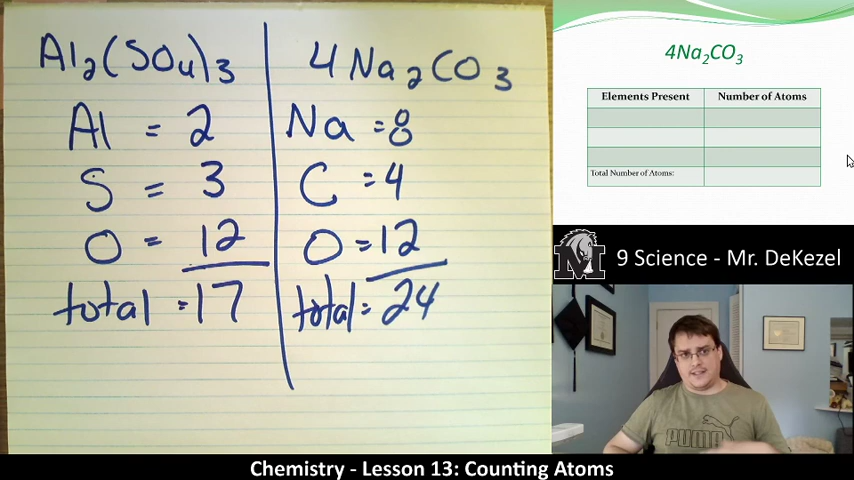 Al₂(SO₄)₃
Al = 2
S = 3
O = 12
total = 17
4Na₂CO₃
Na = 8
C = 4
O = 12
total = 24
4Na₂CO₃
Elements Present Number of Atoms
Total Number of Atoms:
M
9 Science - Mr. DeKezel
PUMA
Chemistry - Lesson 13: Counting Atoms